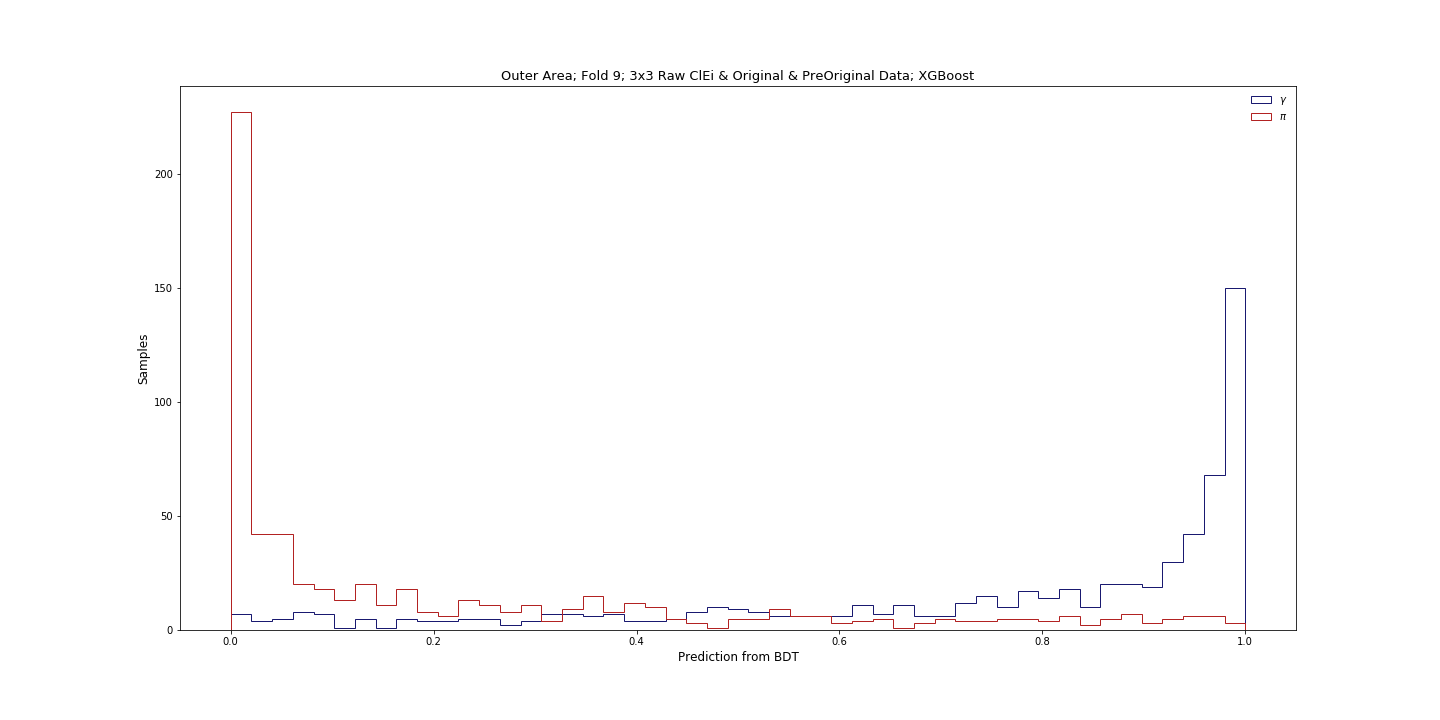 Outer Area; Fold 9; 3x3 Raw ClEi & Original & PreOriginal Data; XGBoost
γ
π
200
150
100
50
0
Samples
0.0 0.2 0.4 0.6 0.8 1.0
Prediction from BDT